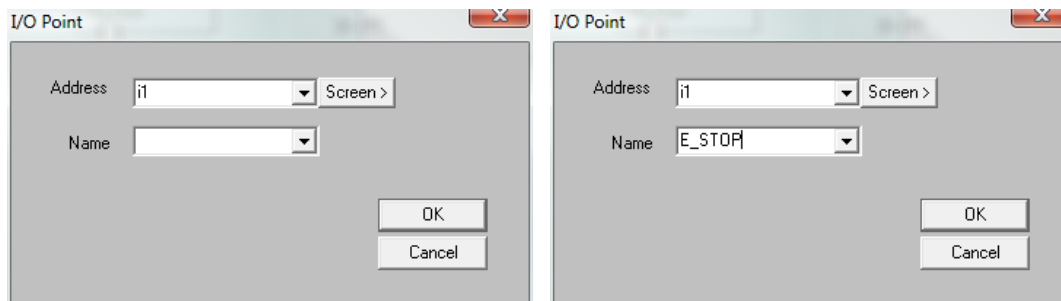 I/O Point
Address i1 Screen >
Name
OK
Cancel
I/O Point
Address i1 Screen >
Name E_STOP
OK
Cancel